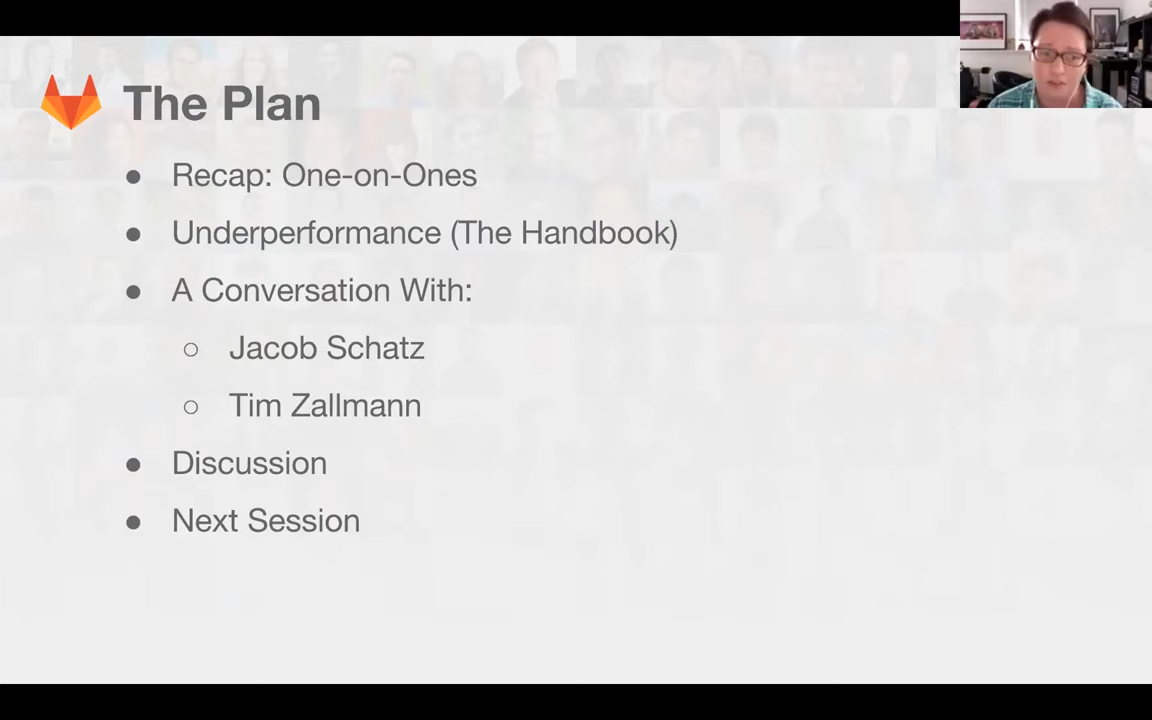 The Plan
● Recap: One-on-Ones
● Underperformance (The Handbook)
● A Conversation With:
○ Jacob Schatz
○ Tim Zallmann
● Discussion
● Next Session